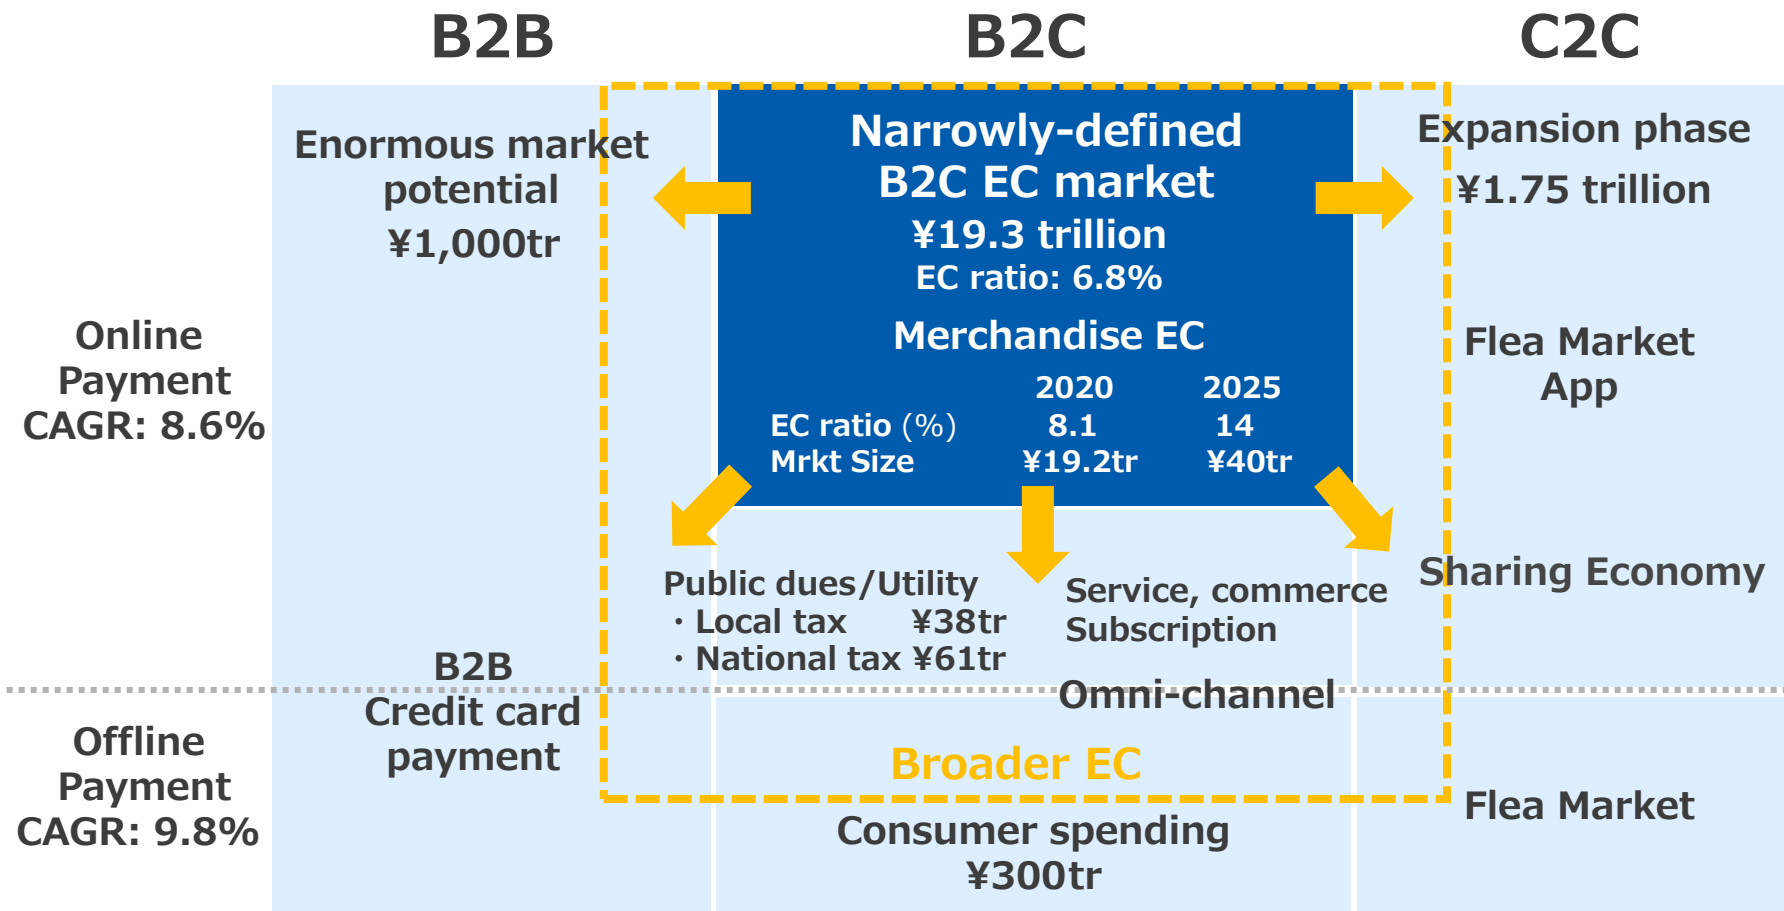 B2B
B2C
C2C
Enormous market
potential
¥1,000tr
Narrowly-defined
B2C EC market
¥19.3 trillion
EC ratio: 6.8%
Merchandise EC
2020 2025
EC ratio (%) 8.1 14
Mrkt Size ¥19.2tr ¥40tr
Expansion phase
¥1.75 trillion
Online
Payment
CAGR: 8.6%
Flea Market
App
Public dues/Utility
・Local tax ¥38tr
・National tax ¥61tr
Service, commerce
Subscription
Sharing Economy
B2B
Credit card
payment
Omni-channel
Offline
Payment
CAGR: 9.8%
Broader EC
Consumer spending
¥300tr
Flea Market